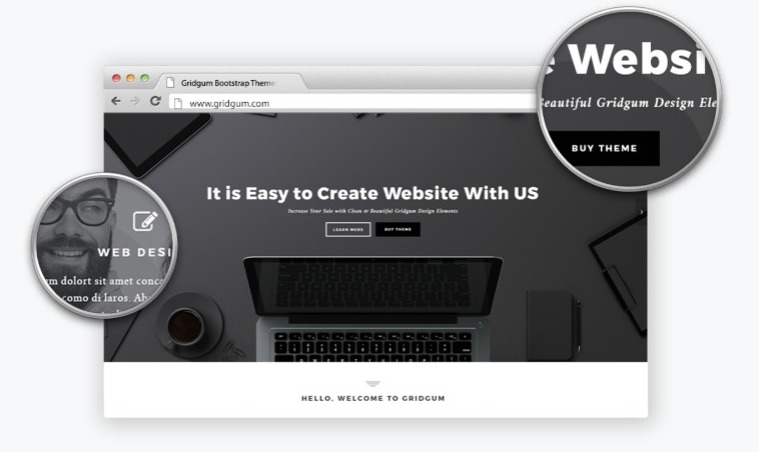 Gridgum Bootstrap Theme
www.gridgum.com
It is Easy to Create Website With US
Increase Your Sale with Clean & Beautiful Gridgum Design Elements
LEARN MORE
BUY THEME
e Websi
Beautiful Gridgum Design Ele
BUY THEME
WEB DESI
m dolort sit amet conc
como di laros. Ab
HELLO, WELCOME TO GRIDGUM